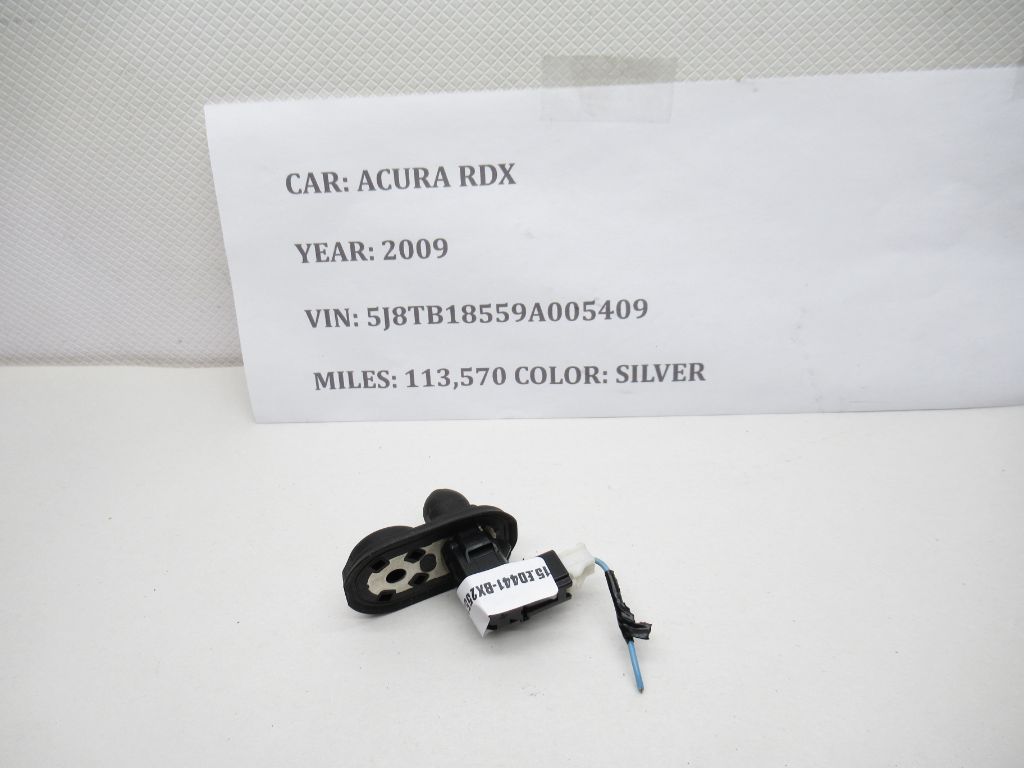 CAR: ACURA RDX
YEAR: 2009
VIN: 5J8TB18559A005409
MILES: 113,570 COLOR: SILVER